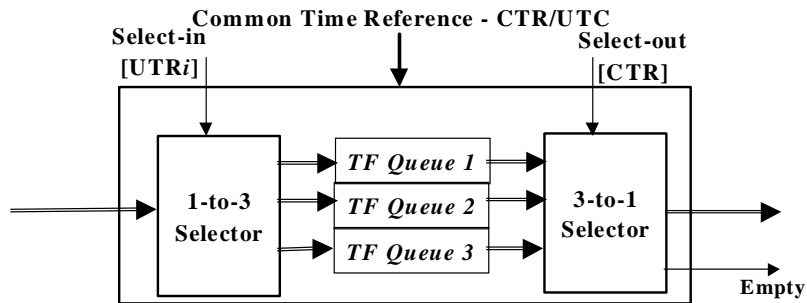 Common Time Reference - CTR/UTC
Select-in
[UTRi]
Select-out
[CTR]
1-to-3
Selector
TF Queue 1
TF Queue 2
TF Queue 3
3-to-1
Selector
Empty